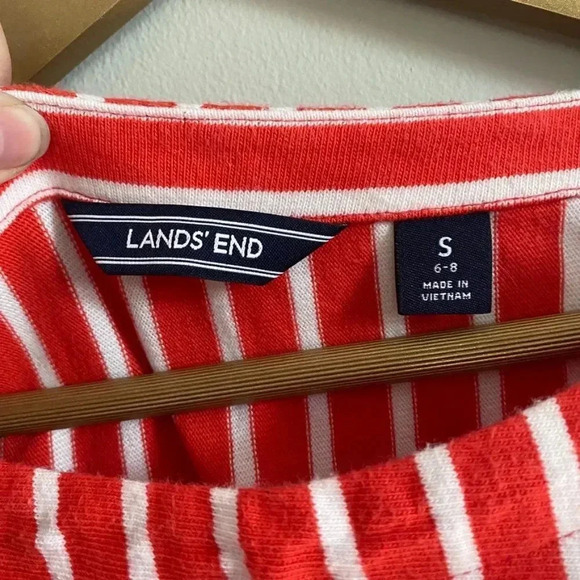 LANDS' END
S
6-8
MADE IN
VIETNAM